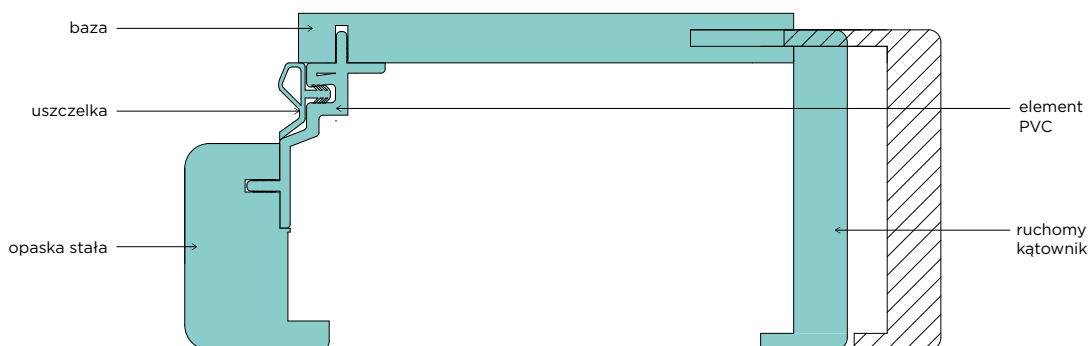 baza
uszczelka
opaska stała
element
PVC
ruchomy
kątownik